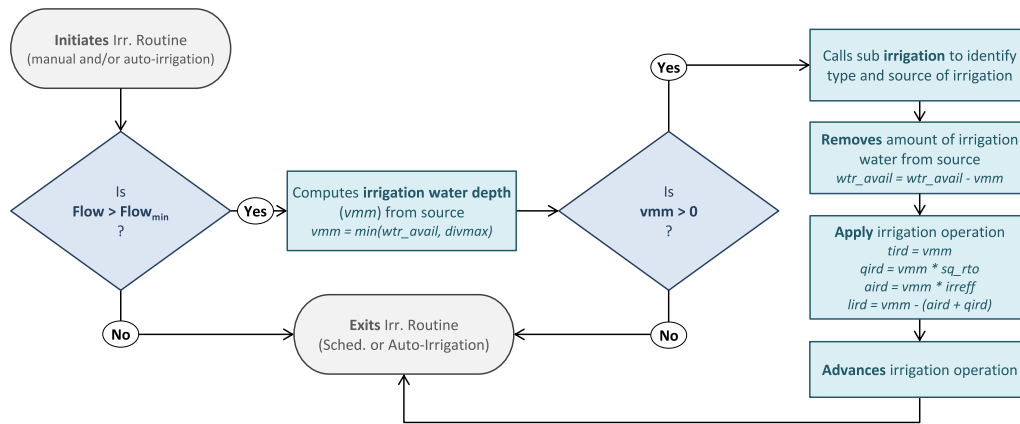 Initiates Irr. Routine
(manual and/or auto-irrigation)
Is
Flow > Flowmin
?
Yes
No
Computes irrigation water depth
(vmm) from source
vmm = min(wtr_avail, divmax)
Is
vmm > 0
?
Yes
No
Calls sub irrigation to identify
type and source of irrigation
Removes amount of irrigation
water from source
wtr_avail = wtr_avail - vmm
Apply irrigation operation
tird = vmm
qird = vmm * sq_rto
aird = vmm * irreff
lird = vmm - (aird + qird)
Advances irrigation operation
Exits Irr. Routine
(Sched. or Auto-Irrigation)